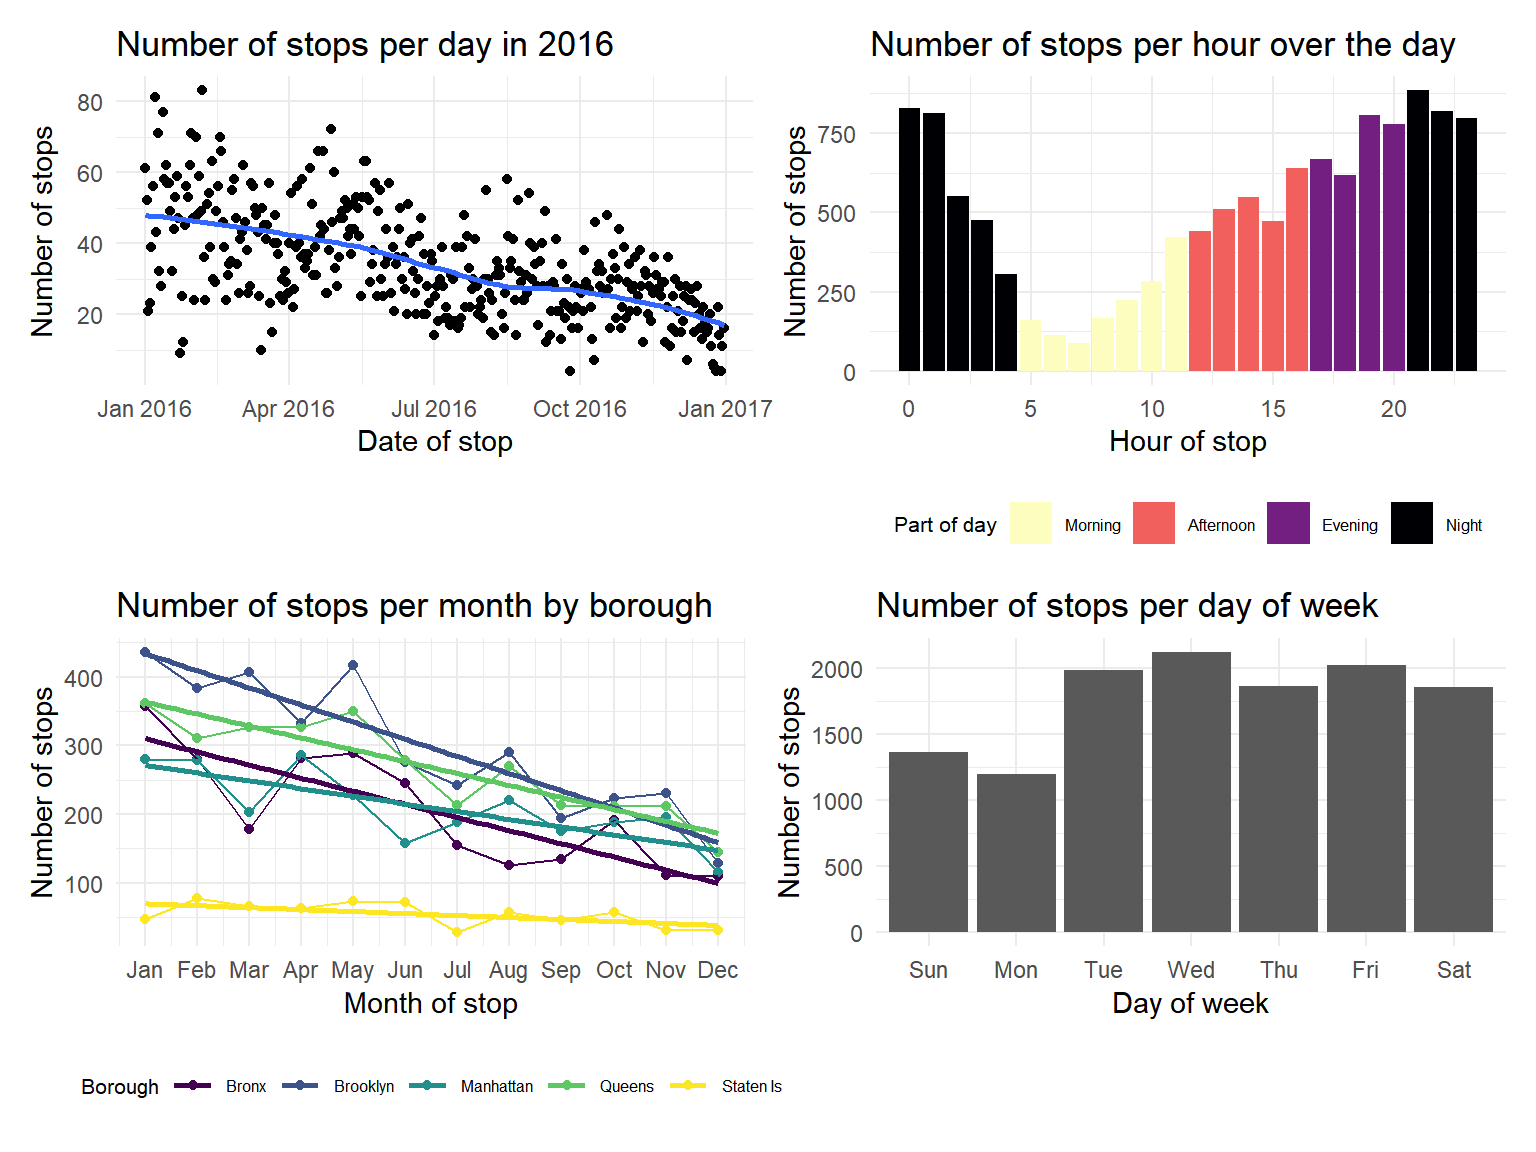 Number of stops per day in 2016
Number of stops
80
60
40
20
Jan 2016 Apr 2016 Jul 2016 Oct 2016 Jan 2017
Date of stop
Number of stops per hour over the day
Number of stops
750
500
250
0
0 5 10 15 20
Hour of stop
Part of day Morning Afternoon Evening Night
Number of stops per month by borough
Number of stops
400
300
200
100
Jan Feb Mar Apr May Jun Jul Aug Sep Oct Nov Dec
Month of stop
Borough Bronx Brooklyn Manhattan Queens Staten Is
Number of stops per day of week
Number of stops
2000
1500
1000
500
0
Sun Mon Tue Wed Thu Fri Sat
Day of week